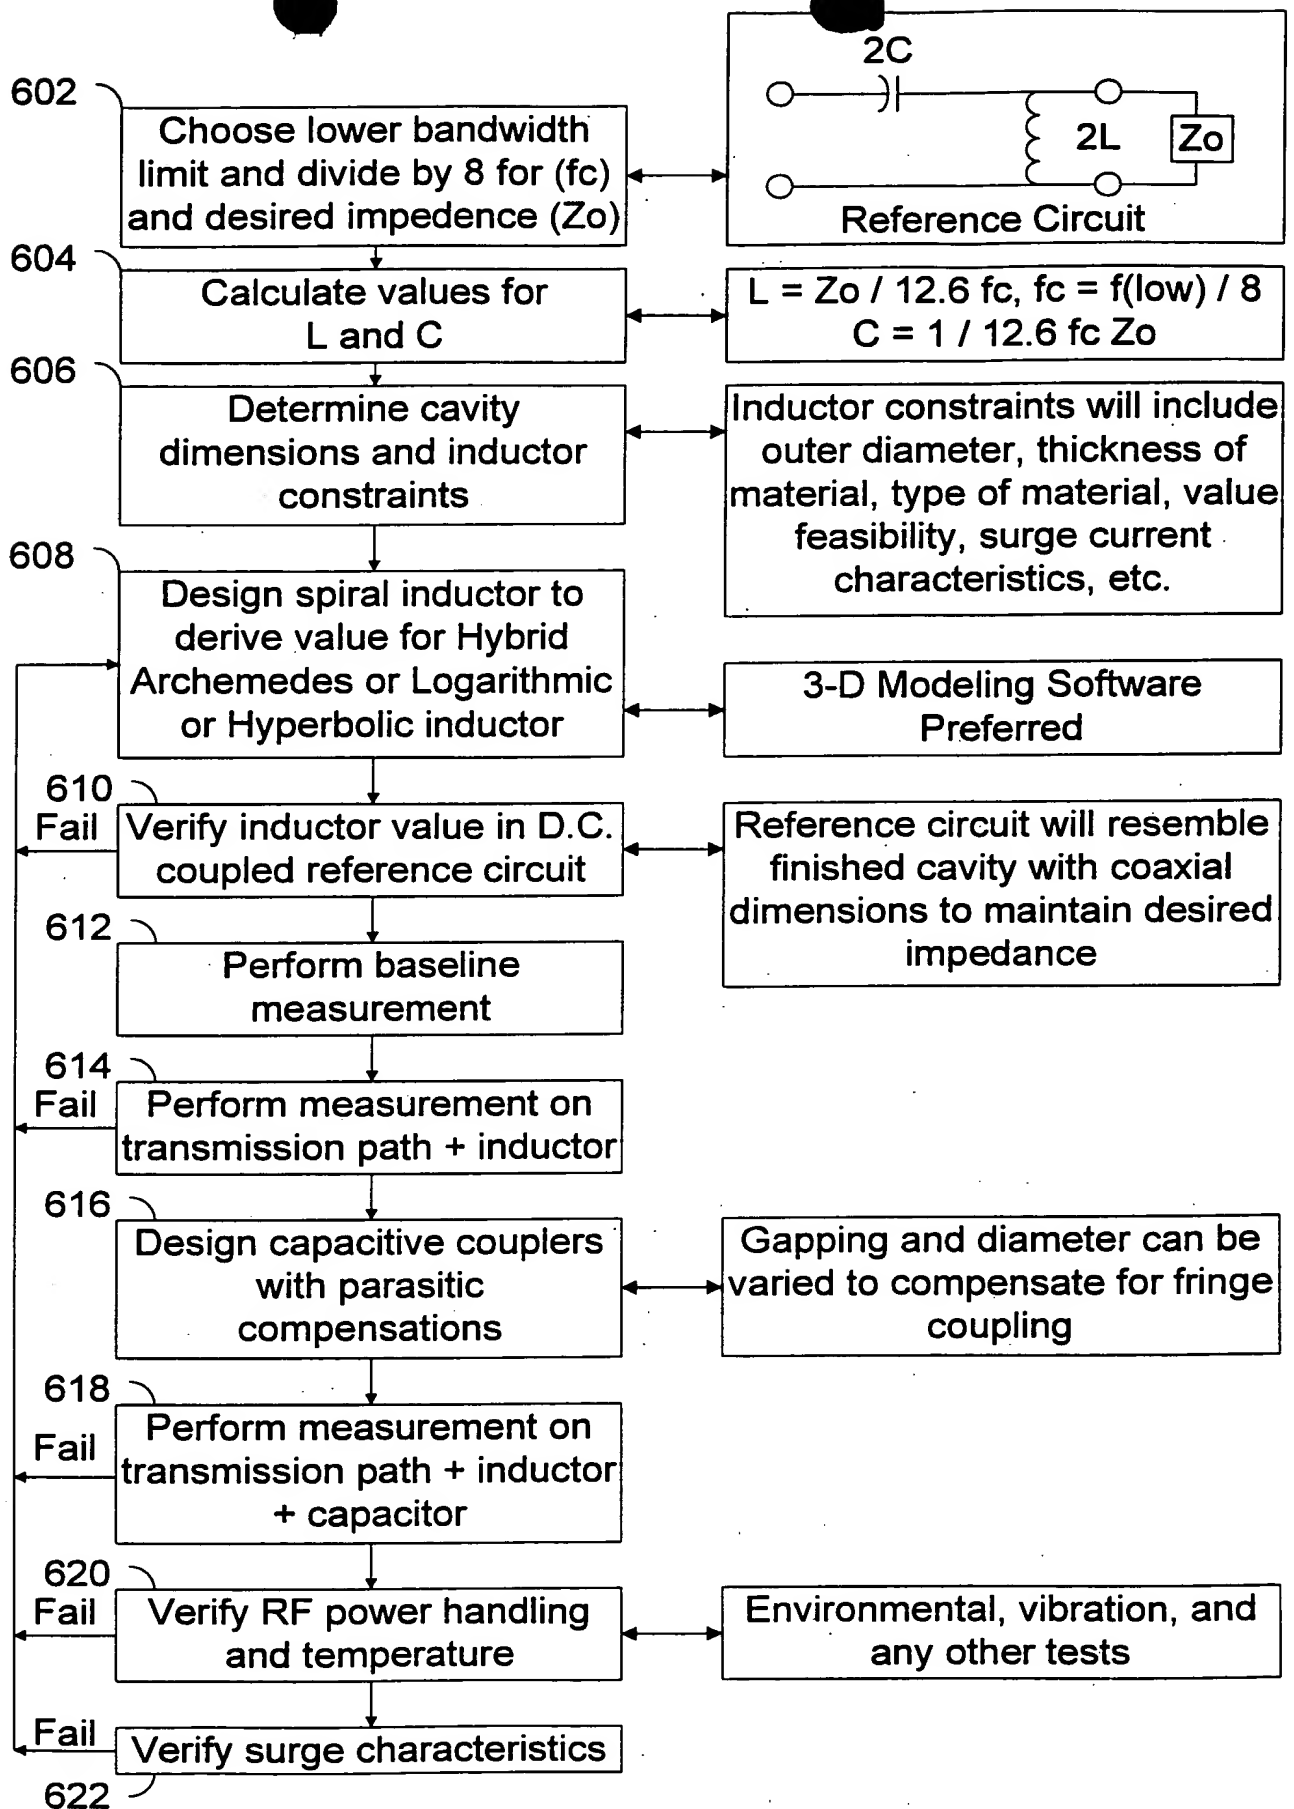 602
Choose lower bandwidth
limit and divide by 8 for (fc)
and desired impedence (Zo)
2C
2L
Zo
Reference Circuit
604
Calculate values for
L and C
L = Zo / 12.6 fc, fc = f(low) / 8
C = 1 / 12.6 fc Zo
606
Determine cavity
dimensions and inductor
constraints
Inductor constraints will include
outer diameter, thickness of
material, type of material, value
feasibility, surge current
characteristics, etc.
608
Design spiral inductor to
derive value for Hybrid
Archemedes or Logarithmic
or Hyperbolic inductor
3-D Modeling Software
Preferred
610
Fail
Verify inductor value in D.C.
coupled reference circuit
Reference circuit will resemble
finished cavity with coaxial
dimensions to maintain desired
impedance
612
Perform baseline
measurement
614
Fail
Perform measurement on
transmission path + inductor
616
Design capacitive couplers
with parasitic
compensations
Gapping and diameter can be
varied to compensate for fringe
coupling
618
Fail
Perform measurement on
transmission path + inductor
+ capacitor
620
Fail
Verify RF power handling
and temperature
Environmental, vibration, and
any other tests
Fail
Verify surge characteristics
622